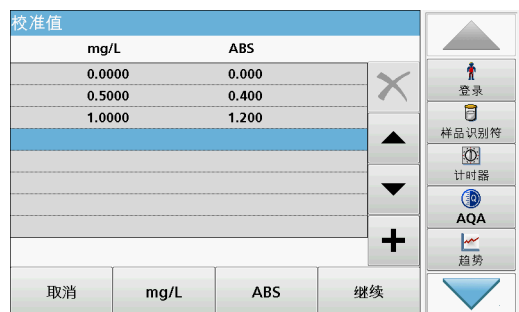 校准值
mg/L ABS
0.0000 0.000
0.5000 0.400
1.0000 1.200
取消 mg/L ABS 继续
登录
样品识别符
计时器
AQA
趋势